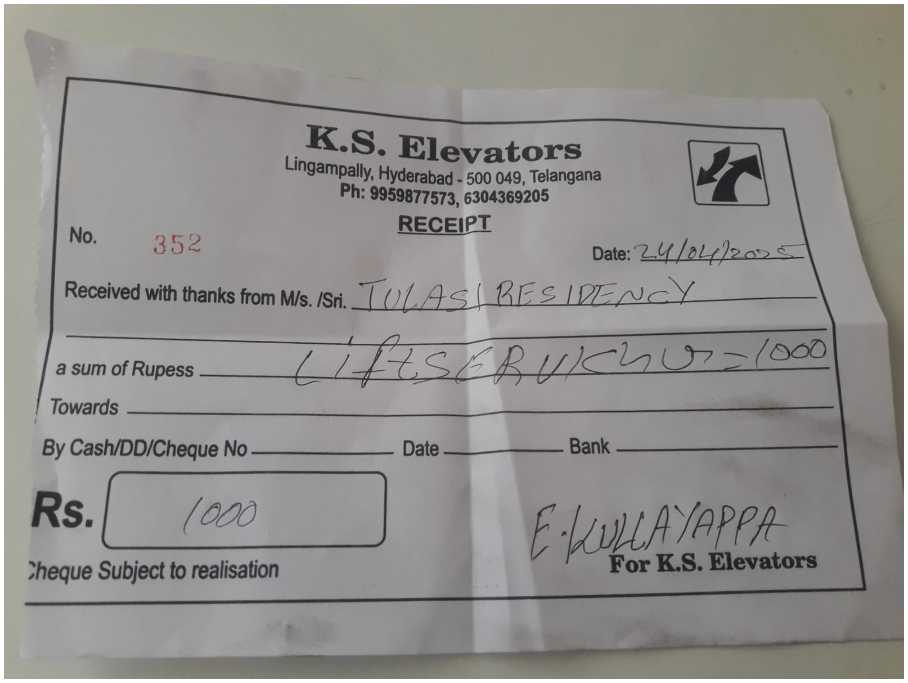 K.S. Elevators
Lingampally, Hyderabad - 500 049, Telangana
Ph: 9959877573, 6304369205
RECEIPT
No. 352
Date: 24/04/2025
Received with thanks from M/s. /Sri. TULASI RESIDENCY
a sum of Rupess Lift = 1000
Towards
By Cash/DD/Cheque No Date Bank
Rs. 1000
E. KULLAYAPPA
For K.S. Elevators
Cheque Subject to realisation